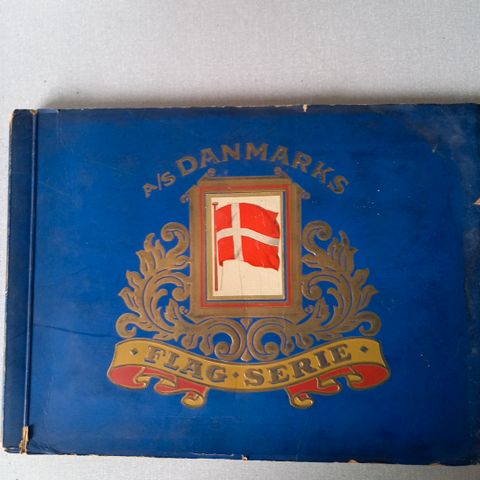 A/S DANMARKS
· FLAG · SERIE ·